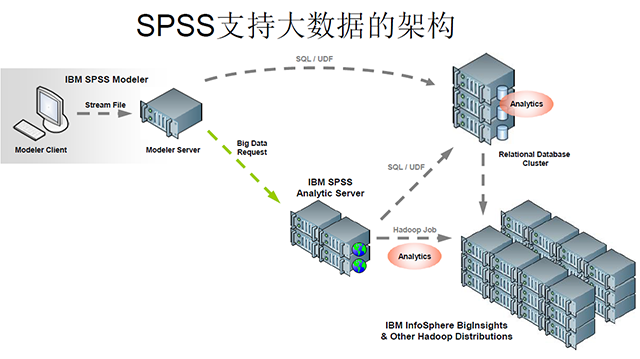 SPSS支持大数据的架构
SQL / UDF
IBM SPSS Modeler
Stream File
Analytics
Modeler Client
Modeler Server
Big Data
Request
Relational Database
Cluster
SQL / UDF
IBM SPSS
Analytic Server
Hadoop Job
Analytics
IBM InfoSphere BigInsights
& Other Hadoop Distributions